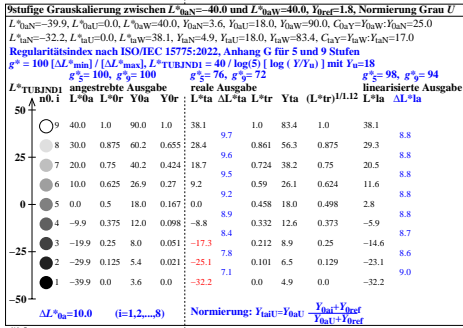 9stufige Grauskalierung zwischen L*0aN=−40.0 und L*0aW=40.0, Y0ref=1.8, Normierung Grau U
L*0aN=−39.9, L*0aU=0.0, L*0aW=40.0, Y0aN=3.6, Y0aU=18.0, Y0aW=90.0, C0aY=Y0aW:Y0aN=25.0
L*taN=−32.2, L*taU=0.0, L*taW=38.1, YtaN=4.9, YtaU=18.0, YtaW=83.4, CtaY=YtaW:YtaN=17.0
Regularitätsindex nach ISO/IEC 15775:2022, Anhang G für 5 und 9 Stufen
g* = 100 [ΔL*min] / [ΔL*max], L*TUBJND1 = 40 / log(5) [ log ( Y/Yu) ] mit Yu=18
g*5= 100, g*9= 100 g*5= 76, g*9= 72 g*5= 98, g*9= 94
L*TUBJND1 angestrebte Ausgabe reale Ausgabe linearisierte Ausgabe
n0. i L*0a L*0r Y0a Y0r L*ta ΔL*ta L*tr Yta (L*tr)1/1.12 L*la ΔL*la
9 40.0 1.0 90.0 1.0 38.1 1.0 83.4 1.0 38.1
9.7 8.8
50
8 30.0 0.875 60.2 0.655 28.4 0.861 56.3 0.875 29.3
9.6 8.8
25
7 20.0 0.75 40.2 0.424 18.7 0.724 38.2 0.75 20.5
9.5 8.8
6 10.0 0.625 26.9 0.27 9.2 0.59 26.1 0.624 11.6
9.2 8.8
0
5 0.0 0.5 18.0 0.167 0.0 0.458 18.0 0.498 2.8
8.9 8.8
4 −9.9 0.375 12.0 0.098 −8.8 0.332 12.6 0.373 −5.9
8.4 8.7
3 −19.9 0.25 8.0 0.051 −17.3 0.212 8.9 0.25 −14.6
7.8 8.6
−25
2 −29.9 0.125 5.4 0.021 −25.1 0.101 6.5 0.129 −23.1
7.1 9.0
1 −39.9 0.0 3.6 0.0 −32.2 0.0 4.9 0.0 −32.2
−50
ΔL*0a=10.0 (i=1,2,...,8) Normierung: YtaiU=Y0aU Y0ai+Y0ref
Y0aU+Y0ref